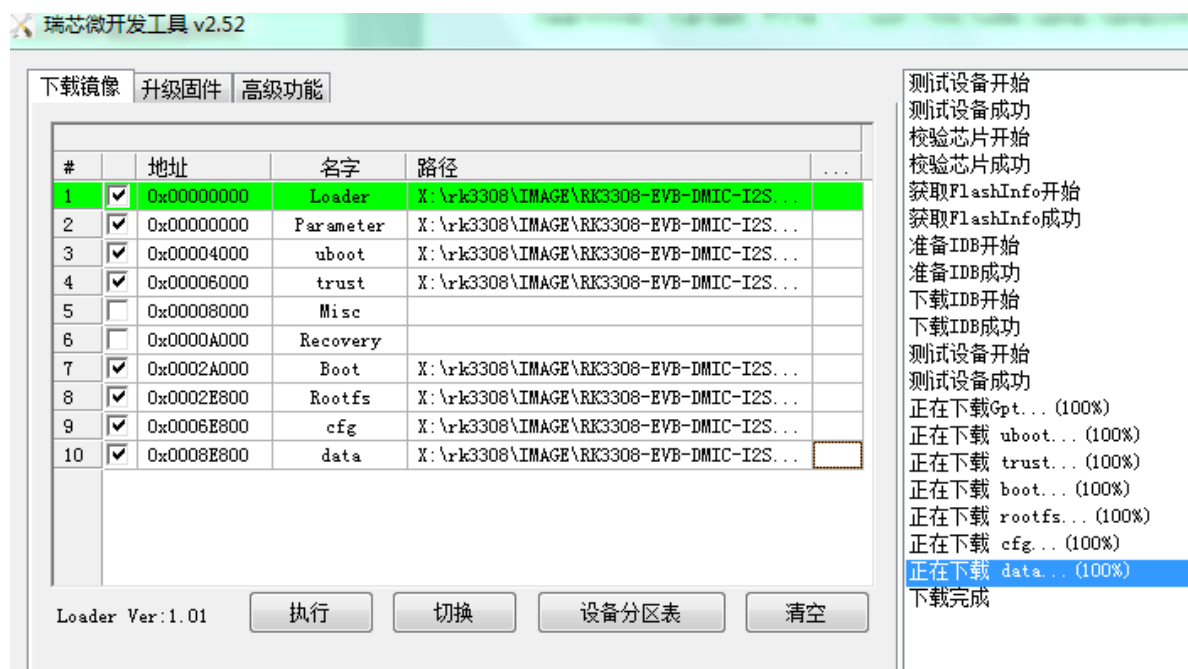 瑞芯微开发工具 v2.52
下载镜像 升级固件 高级功能
# 地址 名字 路径 ...
1 0x00000000 Loader X:\rk3308\IMAGE\RK3308-EVB-DMIC-I2S...
2 0x00000000 Parameter X:\rk3308\IMAGE\RK3308-EVB-DMIC-I2S...
3 0x00004000 uboot X:\rk3308\IMAGE\RK3308-EVB-DMIC-I2S...
4 0x00006000 trust X:\rk3308\IMAGE\RK3308-EVB-DMIC-I2S...
5 0x00008000 Misc
6 0x0000A000 Recovery
7 0x0002A000 Boot X:\rk3308\IMAGE\RK3308-EVB-DMIC-I2S...
8 0x0002E800 Rootfs X:\rk3308\IMAGE\RK3308-EVB-DMIC-I2S...
9 0x0006E800 cfg X:\rk3308\IMAGE\RK3308-EVB-DMIC-I2S...
10 0x0008E800 data X:\rk3308\IMAGE\RK3308-EVB-DMIC-I2S...
Loader Ver:1.01 执行 切换 设备分区表 清空
测试设备开始
测试设备成功
校验芯片开始
校验芯片成功
获取FlashInfo开始
获取FlashInfo成功
准备IDB开始
准备IDB成功
下载IDB开始
下载IDB成功
测试设备开始
测试设备成功
正在下载Gpt...(100%)
正在下载 uboot...(100%)
正在下载 trust...(100%)
正在下载 boot...(100%)
正在下载 rootfs...(100%)
正在下载 cfg...(100%)
正在下载 data...(100%)
下载完成